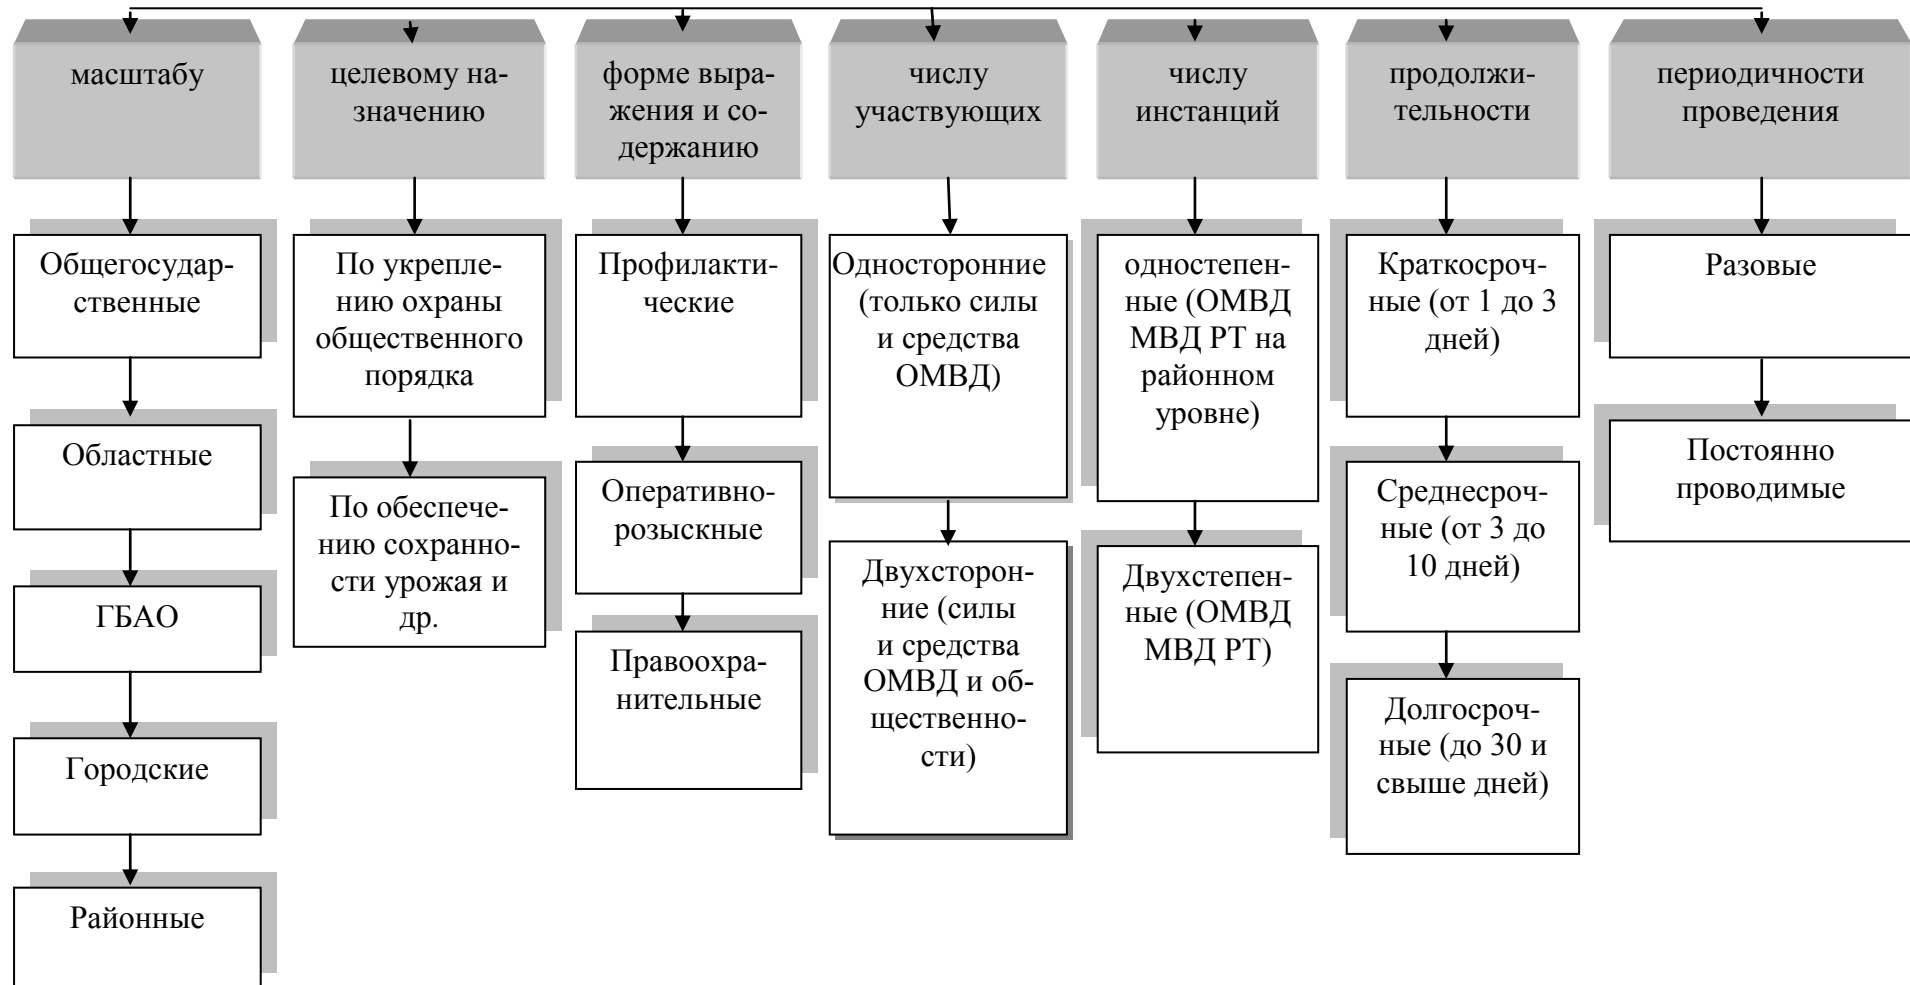 масштабу
целевому на-
значению
форме выра-
жения и со-
держанию
числу
участвующих
числу
инстанций
продолжи-
тельности
периодичности
проведения
Общегосудар-
ственные
Областные
ГБАО
Городские
Районные
По укрепле-
нию охраны
общественного
порядка
По обеспече-
нию сохранно-
сти урожая и
др.
Профилакти-
ческие
Оперативно-
розыскные
Правоохра-
нительные
Односторонние
(только силы
и средства
ОМВД)
Двухсторон-
ние (силы
и средства
ОМВД и об-
щественно-
сти)
одностепен-
ные (ОМВД
МВД РТ на
районном
уровне)
Двухстепен-
ные (ОМВД
МВД РТ)
Краткосроч-
ные (от 1 до 3
дней)
Среднесроч-
ные (от 3 до
10 дней)
Долгосроч-
ные (до 30 и
свыше дней)
Разовые
Постоянно
проводимые